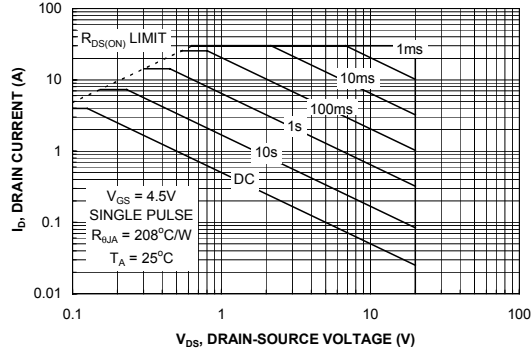 100
10
1
0.1
0.01
I_D, DRAIN CURRENT (A)
R_DS(ON) LIMIT
1ms
10ms
100ms
1s
10s
DC
V_GS = 4.5V
SINGLE PULSE
R_θJA = 208°C/W
T_A = 25°C
0.1
1
10
100
V_DS, DRAIN-SOURCE VOLTAGE (V)